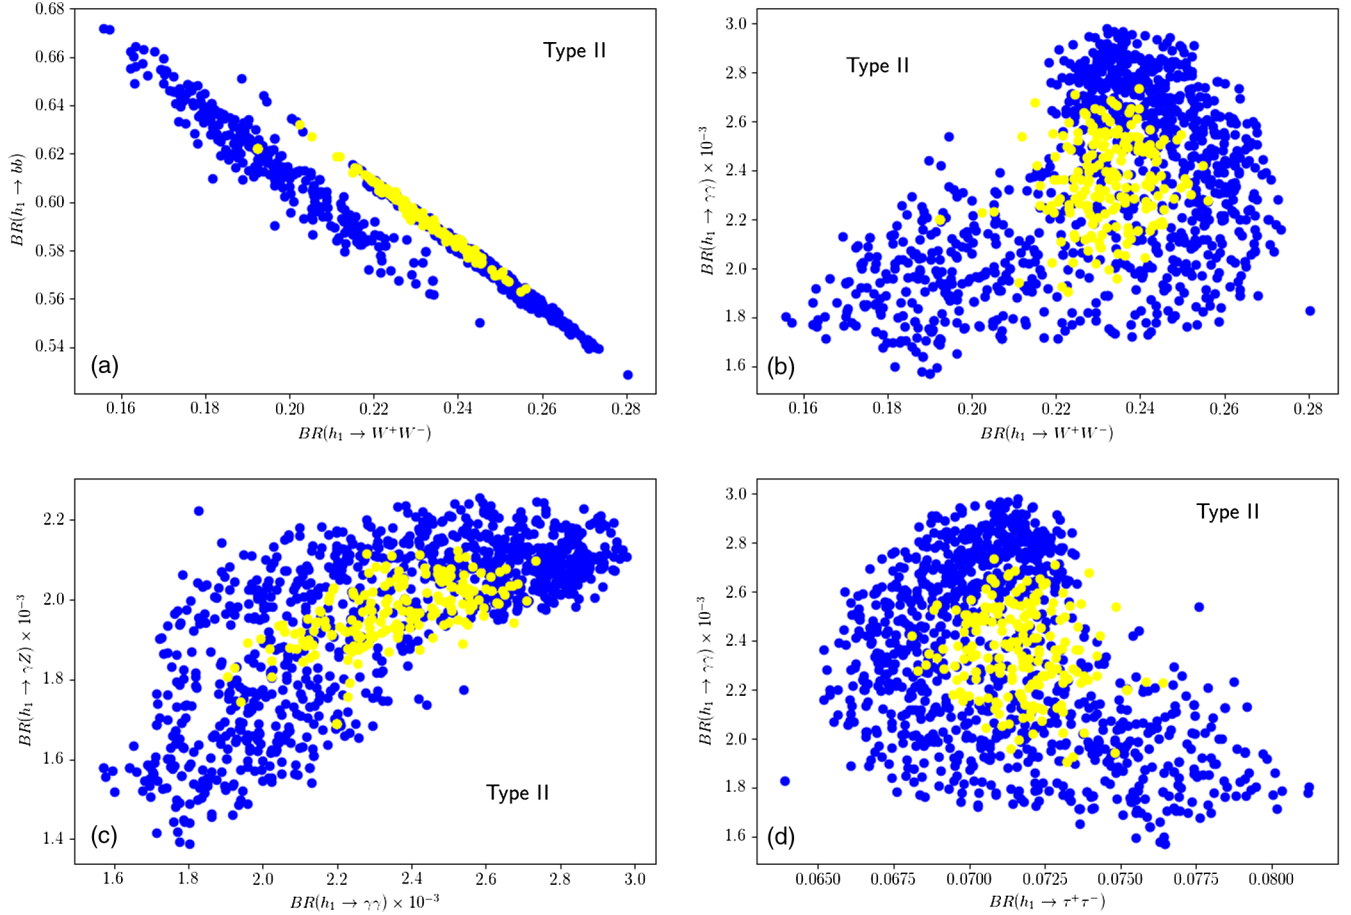 0.68
0.66
0.64
0.62
0.60
0.58
0.56
0.54
BR(h₁ → bb)
Type II
(a)
0.16 0.18 0.20 0.22 0.24 0.26 0.28
BR(h₁ → W⁺W⁻)
3.0
2.8
2.6
2.4
2.2
2.0
1.8
1.6
BR(h₁ → γγ) × 10⁻³
Type II
(b)
0.16 0.18 0.20 0.22 0.24 0.26 0.28
BR(h₁ → W⁺W⁻)
2.2
2.0
1.8
1.6
1.4
BR(h₁ → γZ) × 10⁻³
Type II
(c)
1.6 1.8 2.0 2.2 2.4 2.6 2.8 3.0
BR(h₁ → γγ) × 10⁻³
3.0
2.8
2.6
2.4
2.2
2.0
1.8
1.6
BR(h₁ → γγ) × 10⁻³
Type II
(d)
0.0650 0.0675 0.0700 0.0725 0.0750 0.0775 0.0800
BR(h₁ → τ⁺τ⁻)